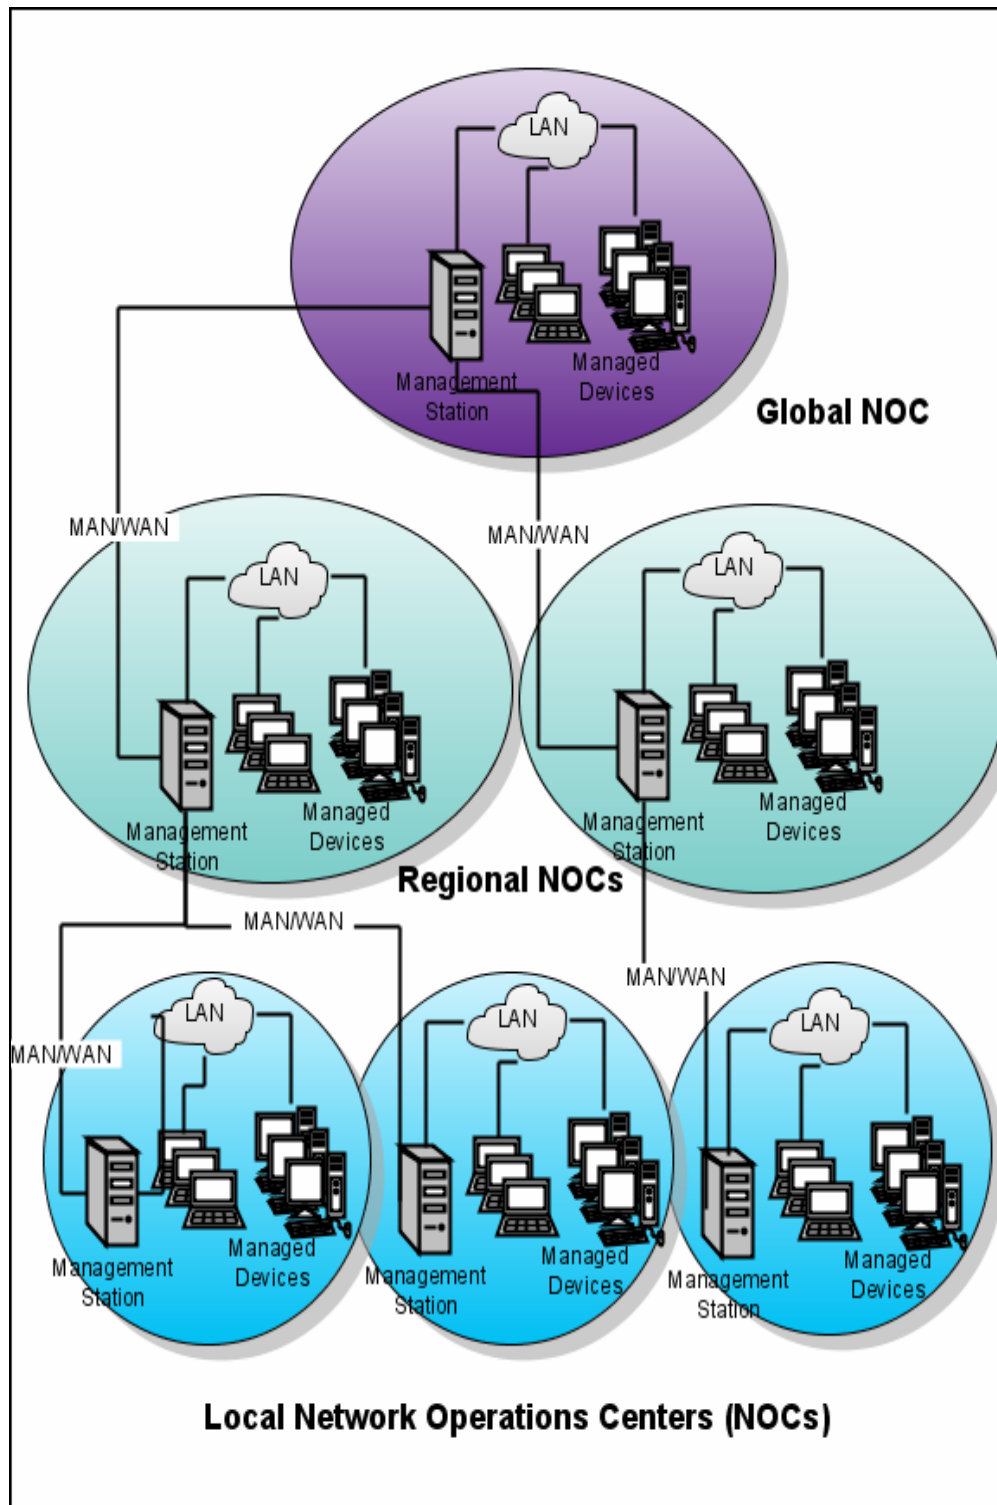 LAN
Managed
Devices
Management
Station
Global NOC
MAN/WAN
MAN/WAN
LAN
LAN
Managed
Devices
Management
Station
Managed
Devices
Management
Station
Regional NOCs
MAN/WAN
MAN/WAN
MAN/WAN
LAN
LAN
LAN
Managed
Devices
Management
Station
Managed
Devices
Management
Station
Managed
Devices
Management
Station
Local Network Operations Centers (NOCs)